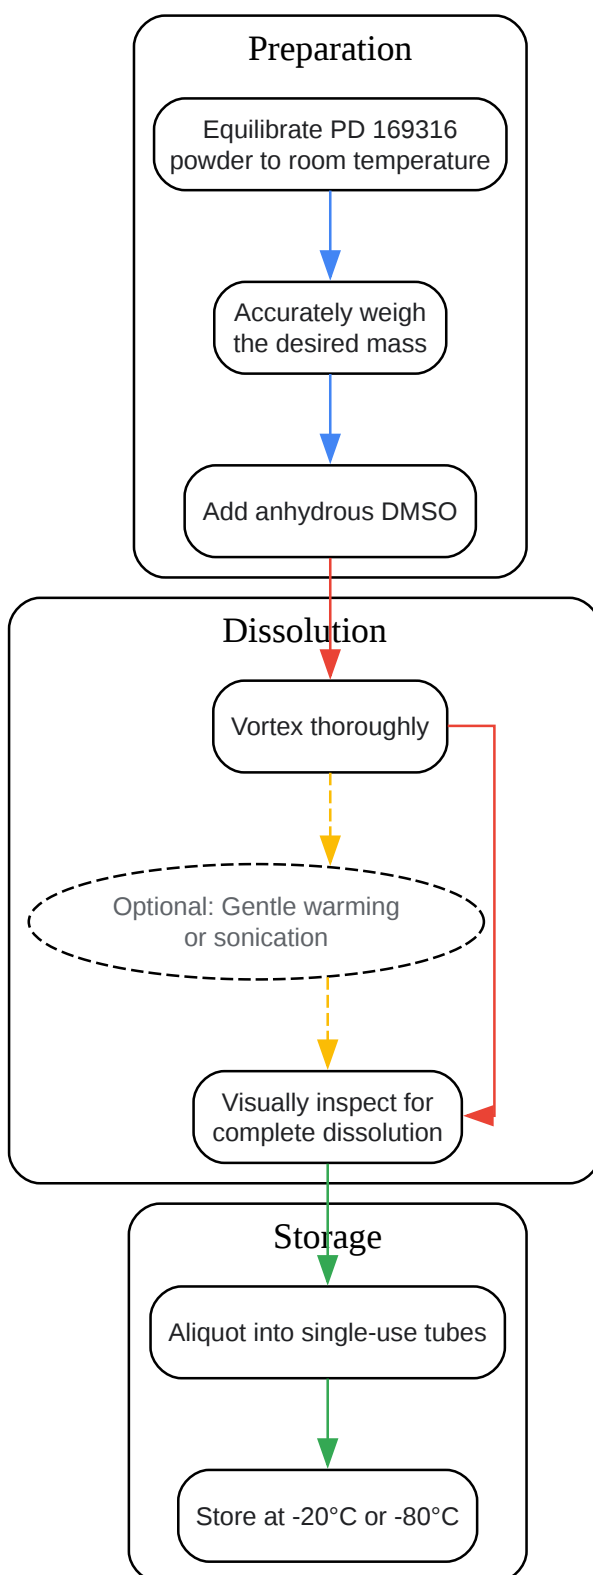 Preparation
Equilibrate PD 169316
powder to room temperature
Accurately weigh
the desired mass
Add anhydrous DMSO
Dissolution
Vortex thoroughly
Optional: Gentle warming
or sonication
Visually inspect for
complete dissolution
Storage
Aliquot into single-use tubes
Store at -20°C or -80°C